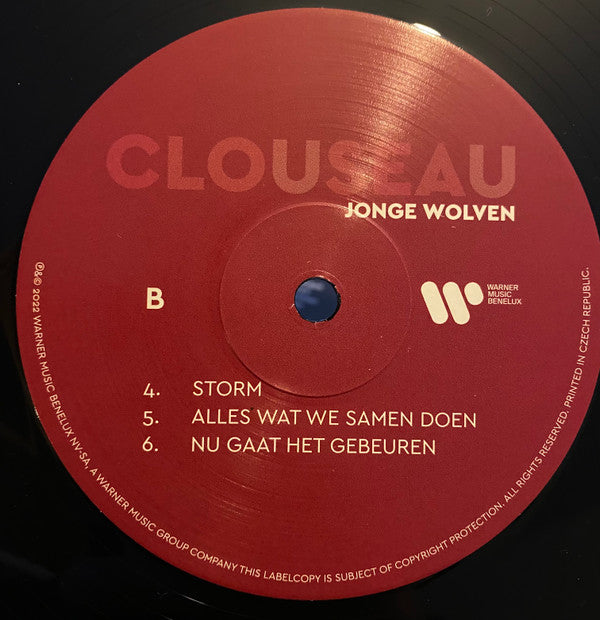 CLOUSEAU
JONGE WOLVEN
B
WARNER
MUSIC
BENELUX
4. STORM
5. ALLES WAT WE SAMEN DOEN
6. NU GAAT HET GEBEUREN
℗&© 2022 WARNER MUSIC BENELUX NV-SA, A WARNER MUSIC GROUP COMPANY THIS LABELCOPY IS SUBJECT OF COPYRIGHT PROTECTION. ALL RIGHTS RESERVED. PRINTED IN CZECH REPUBLIC.